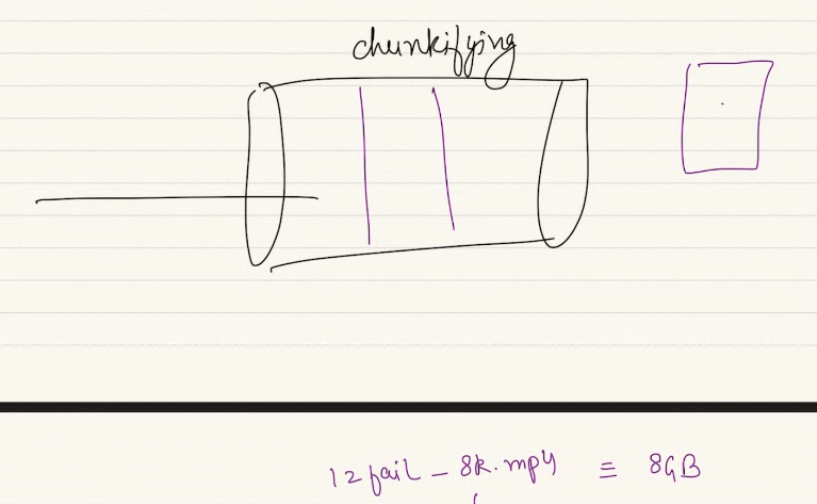 chunkifying
12fail - 8k.mp4 ≡ 8GB